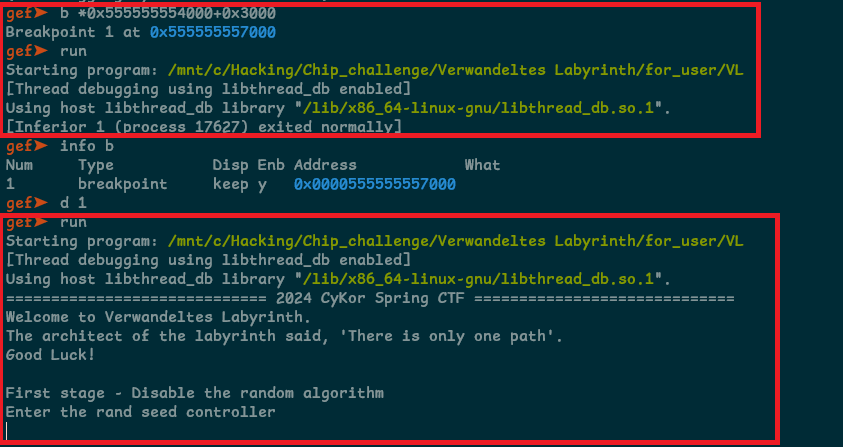 gef➤ b *0x555555554000+0x3000
Breakpoint 1 at 0x555555557000
gef➤ run
Starting program: /mnt/c/Hacking/Chip_challenge/Verwandeltes Labyrinth/for_user/VL
[Thread debugging using libthread_db enabled]
Using host libthread_db library "/lib/x86_64-linux-gnu/libthread_db.so.1".
[Inferior 1 (process 17627) exited normally]
gef➤ info b
Num Type Disp Enb Address What
1 breakpoint keep y 0x0000555555557000
gef➤ d 1
gef➤ run
Starting program: /mnt/c/Hacking/Chip_challenge/Verwandeltes Labyrinth/for_user/VL
[Thread debugging using libthread_db enabled]
Using host libthread_db library "/lib/x86_64-linux-gnu/libthread_db.so.1".
============================= 2024 CyKor Spring CTF =============================
Welcome to Verwandeltes Labyrinth.
The architect of the labyrinth said, 'There is only one path'.
Good Luck!
First stage - Disable the random algorithm
Enter the rand seed controller